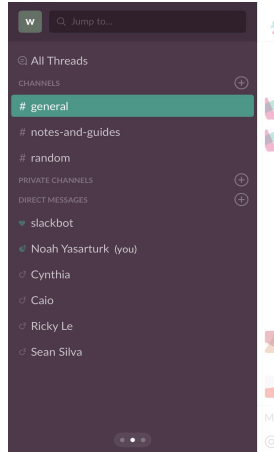 w
Jump to...
All Threads
CHANNELS
# general
# notes-and-guides
# random
PRIVATE CHANNELS
DIRECT MESSAGES
slackbot
Noah Yasarturk (you)
Cynthia
Caio
Ricky Le
Sean Silva